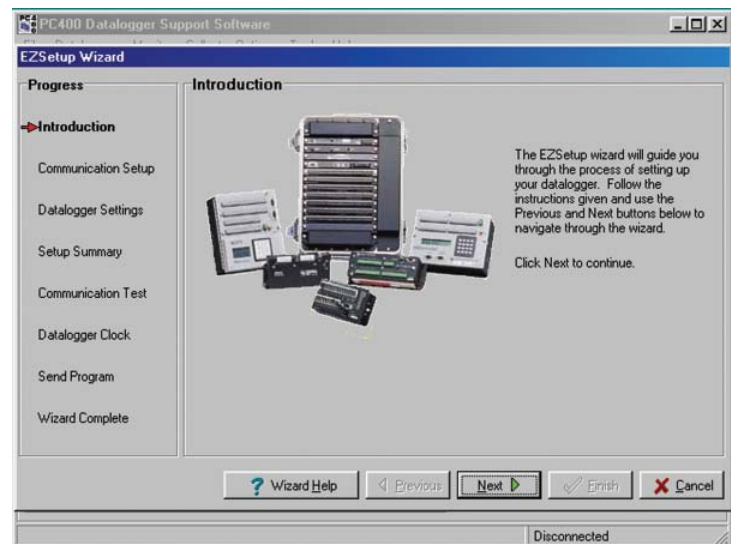 PC400 Datalogger Support Software
EZSetup Wizard
Progress
Introduction
Communication Setup
Datalogger Settings
Setup Summary
Communication Test
Datalogger Clock
Send Program
Wizard Complete
Introduction
The EZSetup wizard will guide you
through the process of setting up
your datalogger. Follow the
instructions given and use the
Previous and Next buttons below to
navigate through the wizard.
Click Next to continue.
? Wizard Help
Previous
Next
Finish
Cancel
Disconnected